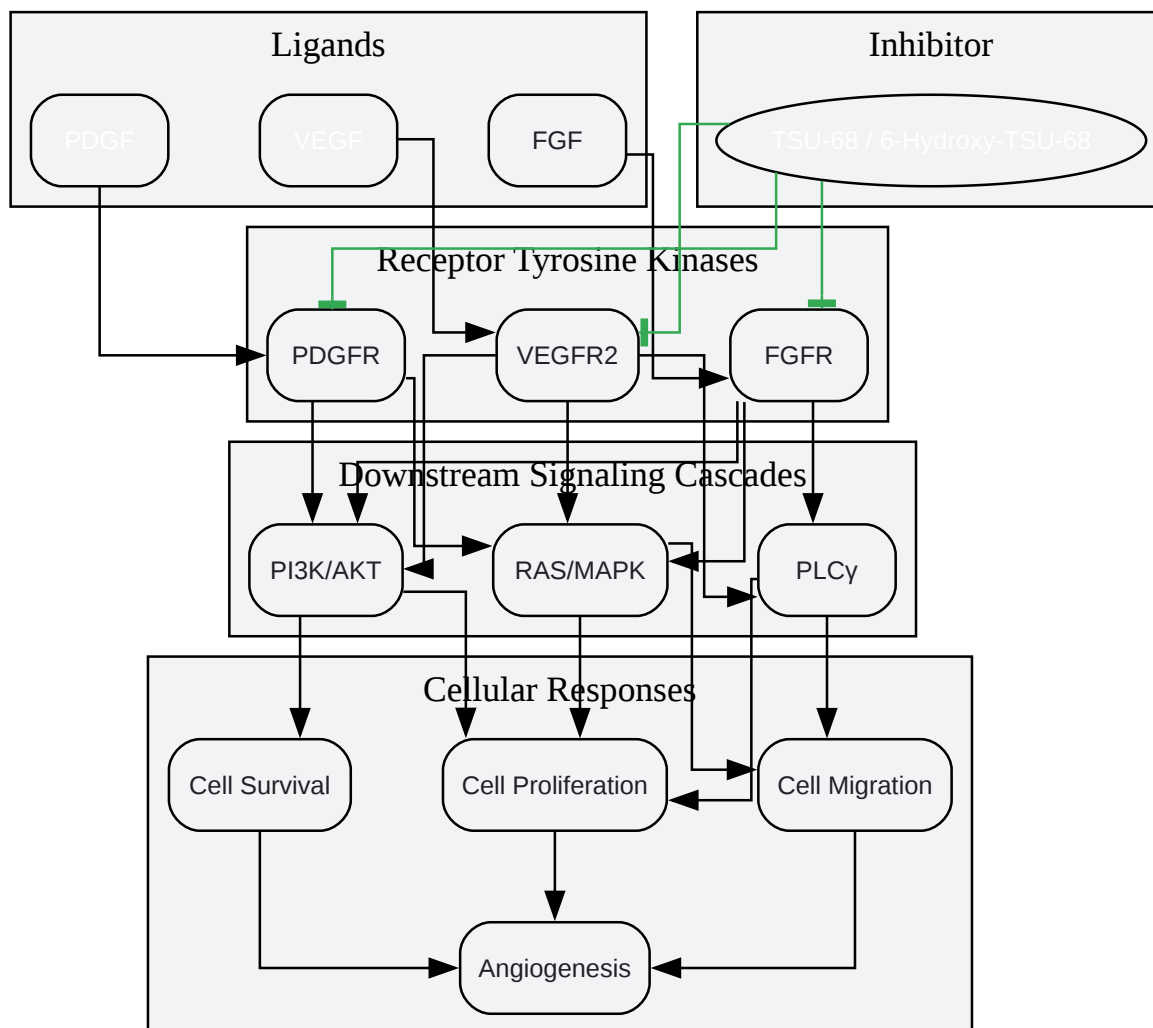 Ligands
Inhibitor
PDGF
VEGF
FGF
TSU-68 / 6-Hydroxy-TSU-68
Receptor Tyrosine Kinases
PDGFR
VEGFR2
FGFR
Downstream Signaling Cascades
PI3K/AKT
RAS/MAPK
PLCγ
Cellular Responses
Cell Survival
Cell Proliferation
Cell Migration
Angiogenesis